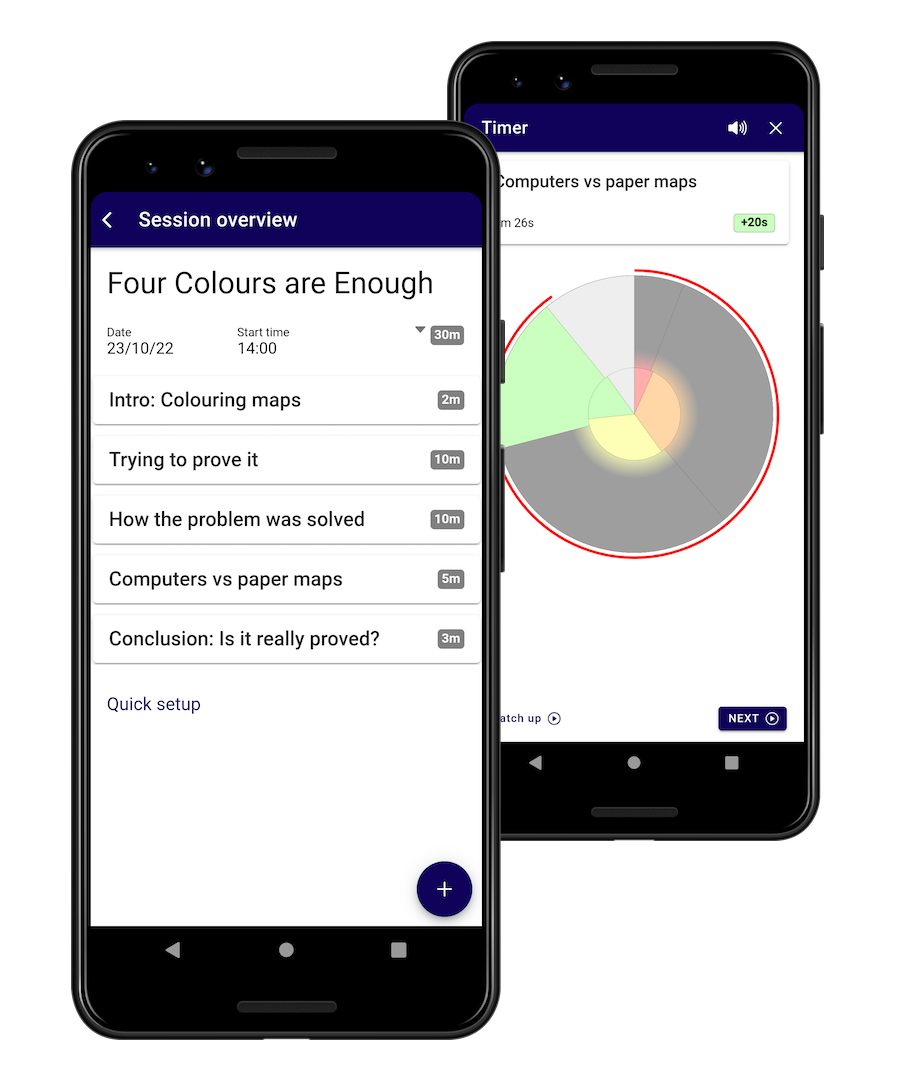 Session overview
Four Colours are Enough
Date
Start time
23/10/22
14:00
30m
Intro: Colouring maps
2m
Trying to prove it
10m
How the problem was solved
10m
Computers vs paper maps
5m
Conclusion: Is it really proved?
3m
Quick setup
Timer
Computers vs paper maps
m 26s
+20s
atch up
NEXT